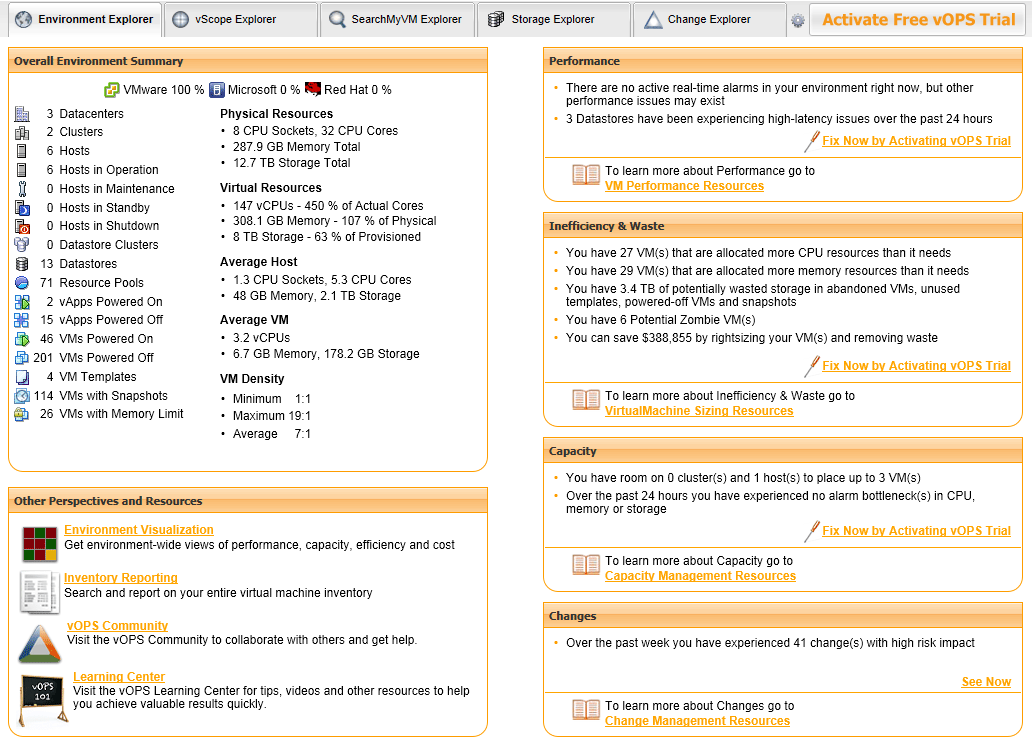 Environment Explorer
vScope Explorer
SearchMyVM Explorer
Storage Explorer
Change Explorer
Activate Free vOPS Trial
Overall Environment Summary
VMware 100 % Microsoft 0 % Red Hat 0 %
3 Datacenters
2 Clusters
6 Hosts
6 Hosts in Operation
0 Hosts in Maintenance
0 Hosts in Standby
0 Hosts in Shutdown
0 Datastore Clusters
13 Datastores
71 Resource Pools
2 vApps Powered On
15 vApps Powered Off
46 VMs Powered On
201 VMs Powered Off
4 VM Templates
114 VMs with Snapshots
26 VMs with Memory Limit
Physical Resources
• 8 CPU Sockets, 32 CPU Cores
• 287.9 GB Memory Total
• 12.7 TB Storage Total
Virtual Resources
• 147 vCPUs - 450 % of Actual Cores
• 308.1 GB Memory - 107 % of Physical
• 8 TB Storage - 63 % of Provisioned
Average Host
• 1.3 CPU Sockets, 5.3 CPU Cores
• 48 GB Memory, 2.1 TB Storage
Average VM
• 3.2 vCPUs
• 6.7 GB Memory, 178.2 GB Storage
VM Density
• Minimum 1:1
• Maximum 19:1
• Average 7:1
Other Perspectives and Resources
Environment Visualization
Get environment-wide views of performance, capacity, efficiency and cost
Inventory Reporting
Search and report on your entire virtual machine inventory
vOPS Community
Visit the vOPS Community to collaborate with others and get help.
vOPS
101
Learning Center
Visit the vOPS Learning Center for tips, videos and other resources to help
you achieve valuable results quickly.
Performance
• There are no active real-time alarms in your environment right now, but other
performance issues may exist
• 3 Datastores have been experiencing high-latency issues over the past 24 hours
Fix Now by Activating vOPS Trial
To learn more about Performance go to
VM Performance Resources
Inefficiency & Waste
• You have 27 VM(s) that are allocated more CPU resources than it needs
• You have 29 VM(s) that are allocated more memory resources than it needs
• You have 3.4 TB of potentially wasted storage in abandoned VMs, unused
templates, powered-off VMs and snapshots
• You have 6 Potential Zombie VM(s)
• You can save $388,855 by rightsizing your VM(s) and removing waste
Fix Now by Activating vOPS Trial
To learn more about Inefficiency & Waste go to
VirtualMachine Sizing Resources
Capacity
• You have room on 0 cluster(s) and 1 host(s) to place up to 3 VM(s)
• Over the past 24 hours you have experienced no alarm bottleneck(s) in CPU,
memory or storage
Fix Now by Activating vOPS Trial
To learn more about Capacity go to
Capacity Management Resources
Changes
• Over the past week you have experienced 41 change(s) with high risk impact
See Now
To learn more about Changes go to
Change Management Resources